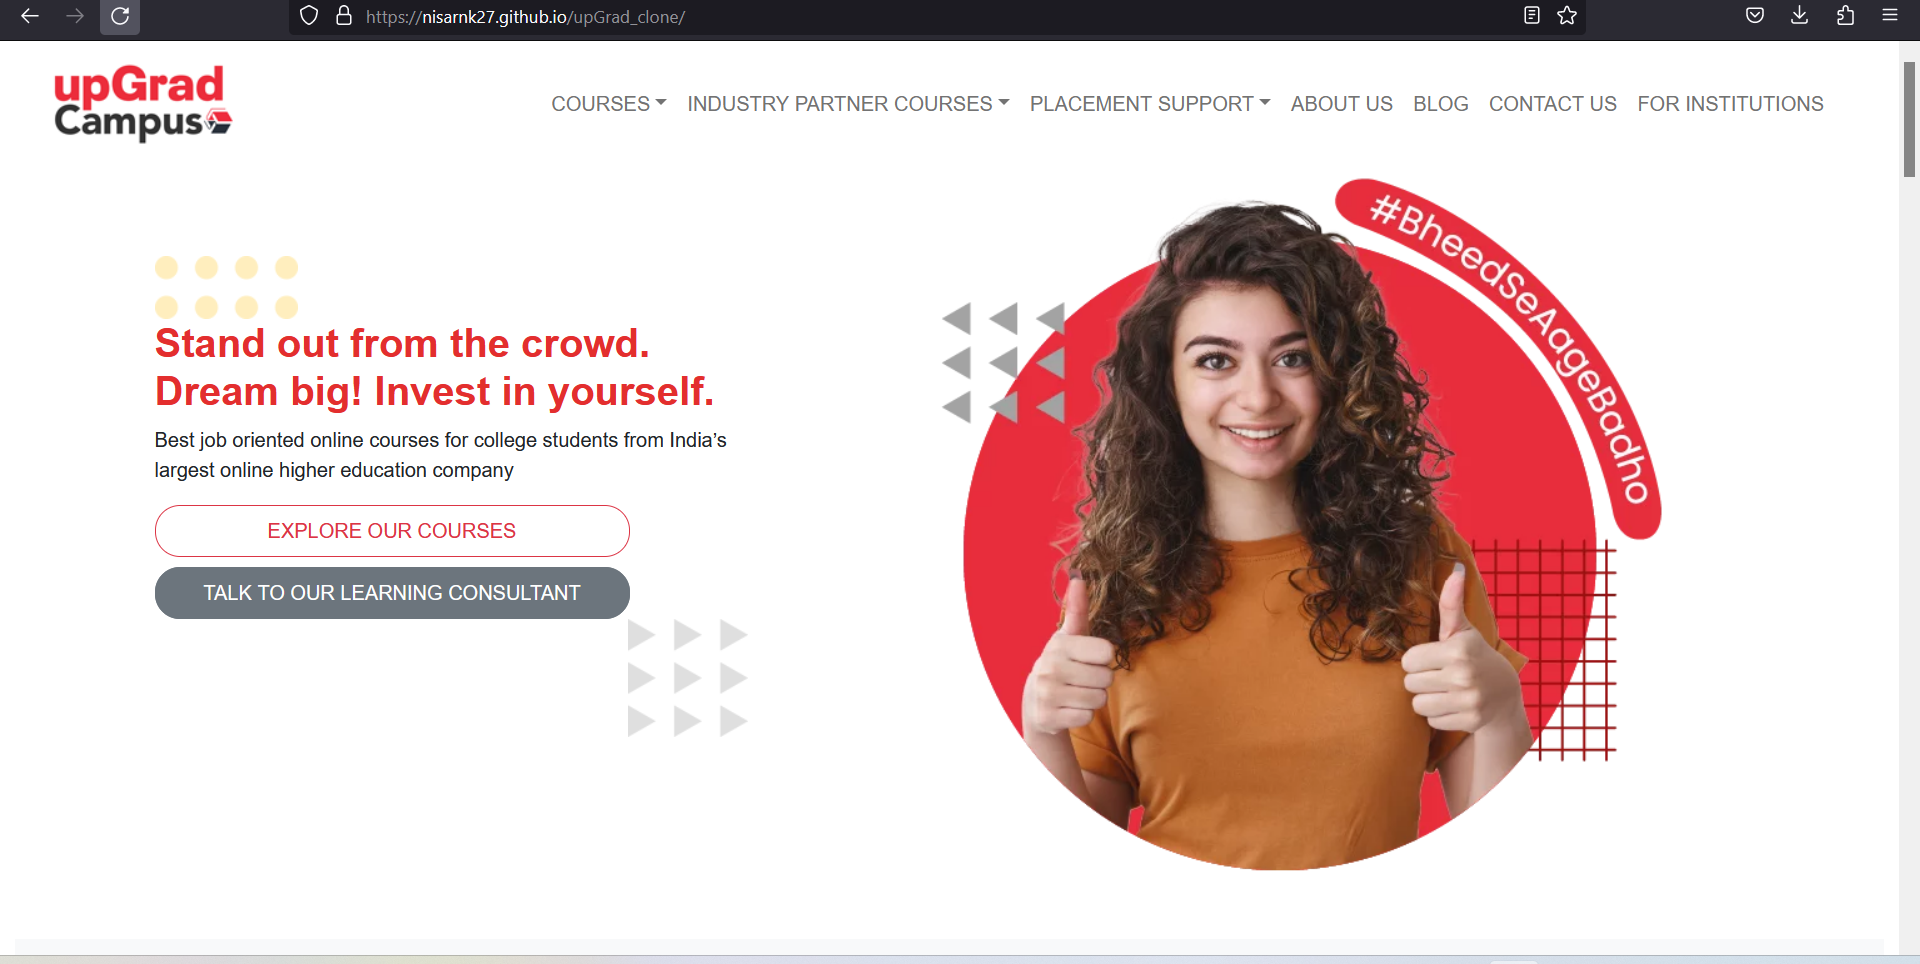 https://nisarnk27.github.io/upGrad_clone/
upGrad
Campus
COURSES INDUSTRY PARTNER COURSES PLACEMENT SUPPORT ABOUT US BLOG CONTACT US FOR INSTITUTIONS
#BheedSeAageBadho
Stand out from the crowd.
Dream big! Invest in yourself.
Best job oriented online courses for college students from India’s
largest online higher education company
EXPLORE OUR COURSES
TALK TO OUR LEARNING CONSULTANT